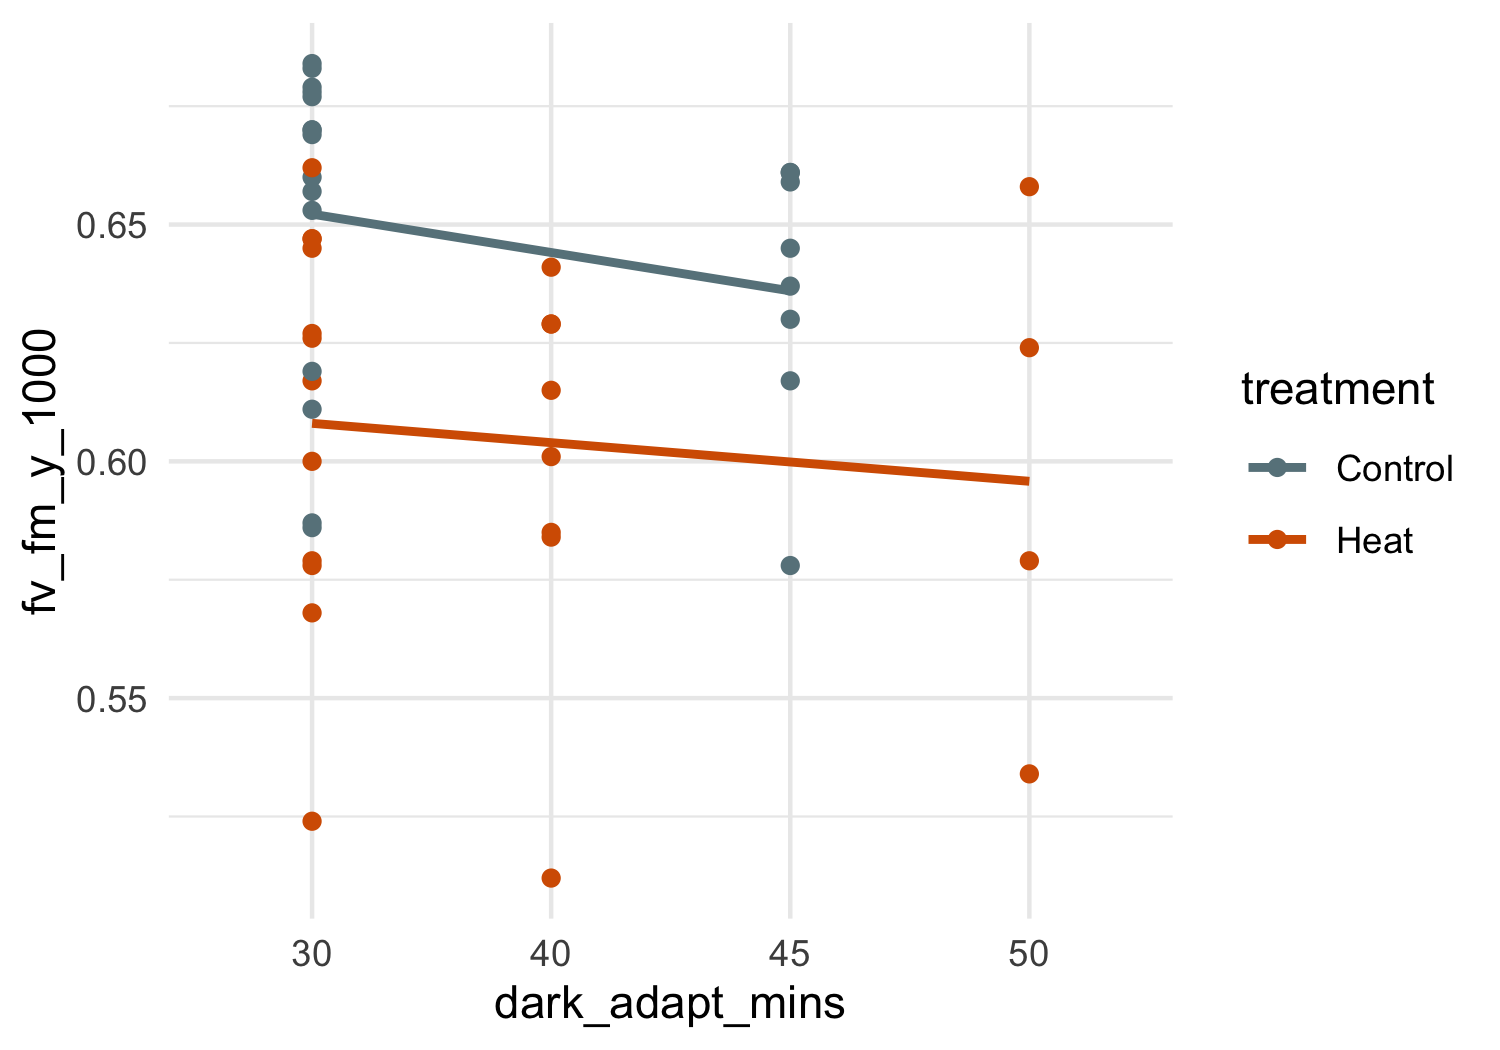 fv_fm_y_1000
0.65
0.60
0.55
30 40 45 50
dark_adapt_mins
treatment
Control
Heat